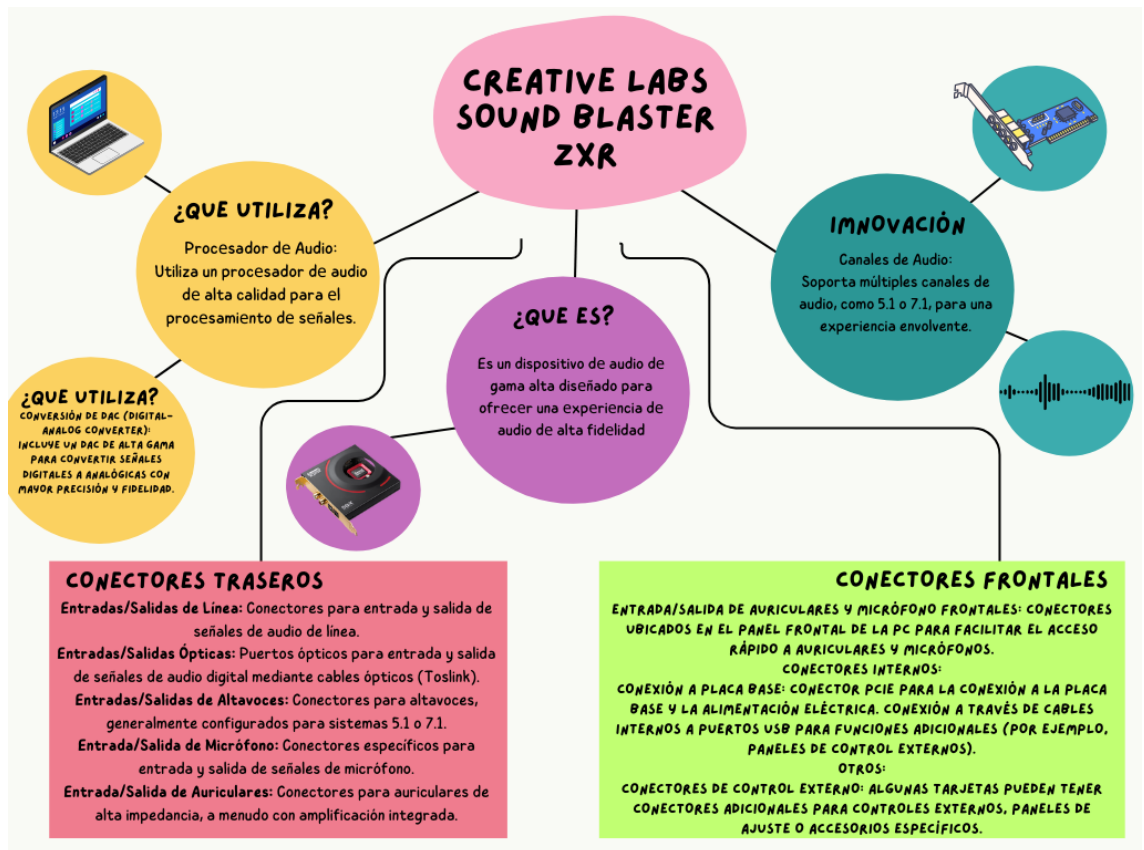 CREATIVE LABS
SOUND BLASTER
ZXR
¿QUE UTILIZA?
Procesador de Audio:
Utiliza un procesador de audio
de alta calidad para el
procesamiento de señales.
¿QUE UTILIZA?
CONVERSIÓN DE DAC (DIGITAL-
ANALOG CONVERTER):
INCLUYE UN DAC DE ALTA GAMA
PARA CONVERTIR SEÑALES
DIGITALES A ANALÓGICAS CON
MAYOR PRECISIÓN Y FIDELIDAD.
¿QUE ES?
Es un dispositivo de audio de
gama alta diseñado para
ofrecer una experiencia de
audio de alta fidelidad
IMNOVACIÓN
Canales de Audio:
Soporta múltiples canales de
audio, como 5.1 o 7.1, para una
experiencia envolvente.
CONECTORES TRASEROS
Entradas/Salidas de Línea: Conectores para entrada y salida de
señales de audio de línea.
Entradas/Salidas Ópticas: Puertos ópticos para entrada y salida
de señales de audio digital mediante cables ópticos (Toslink).
Entradas/Salidas de Altavoces: Conectores para altavoces,
generalmente configurados para sistemas 5.1 o 7.1.
Entrada/Salida de Micrófono: Conectores específicos para
entrada y salida de señales de micrófono.
Entrada/Salida de Auriculares: Conectores para auriculares de
alta impedancia, a menudo con amplificación integrada.
CONECTORES FRONTALES
ENTRADA/SALIDA DE AURICULARES Y MICRÓFONO FRONTALES: CONECTORES
UBICADOS EN EL PANEL FRONTAL DE LA PC PARA FACILITAR EL ACCESO
RÁPIDO A AURICULARES Y MICRÓFONOS.
CONECTORES INTERNOS:
CONEXIÓN A PLACA BASE: CONECTOR PCIE PARA LA CONEXIÓN A LA PLACA
BASE Y LA ALIMENTACIÓN ELÉCTRICA. CONEXIÓN A TRAVÉS DE CABLES
INTERNOS A PUERTOS USB PARA FUNCIONES ADICIONALES (POR EJEMPLO,
PANELES DE CONTROL EXTERNOS).
OTROS:
CONECTORES DE CONTROL EXTERNO: ALGUNAS TARJETAS PUEDEN TENER
CONECTORES ADICIONALES PARA CONTROLES EXTERNOS, PANELES DE
AJUSTE O ACCESORIOS ESPECÍFICOS.